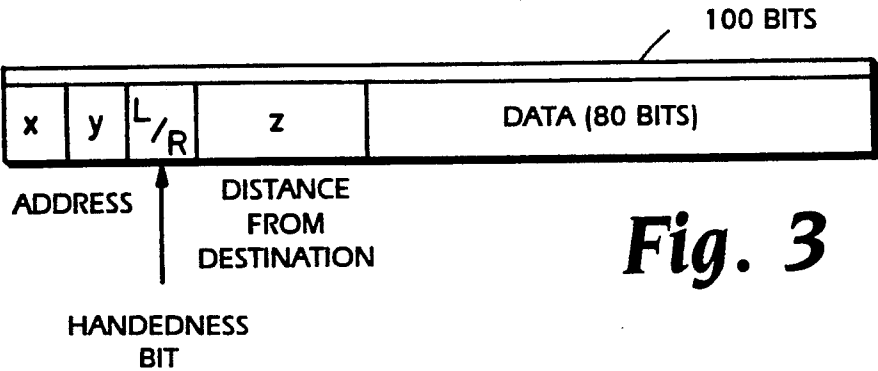 100 BITS
x y L/R z DATA (80 BITS)
ADDRESS
DISTANCE
FROM
DESTINATION
HANDEDNESS
BIT
Fig. 3